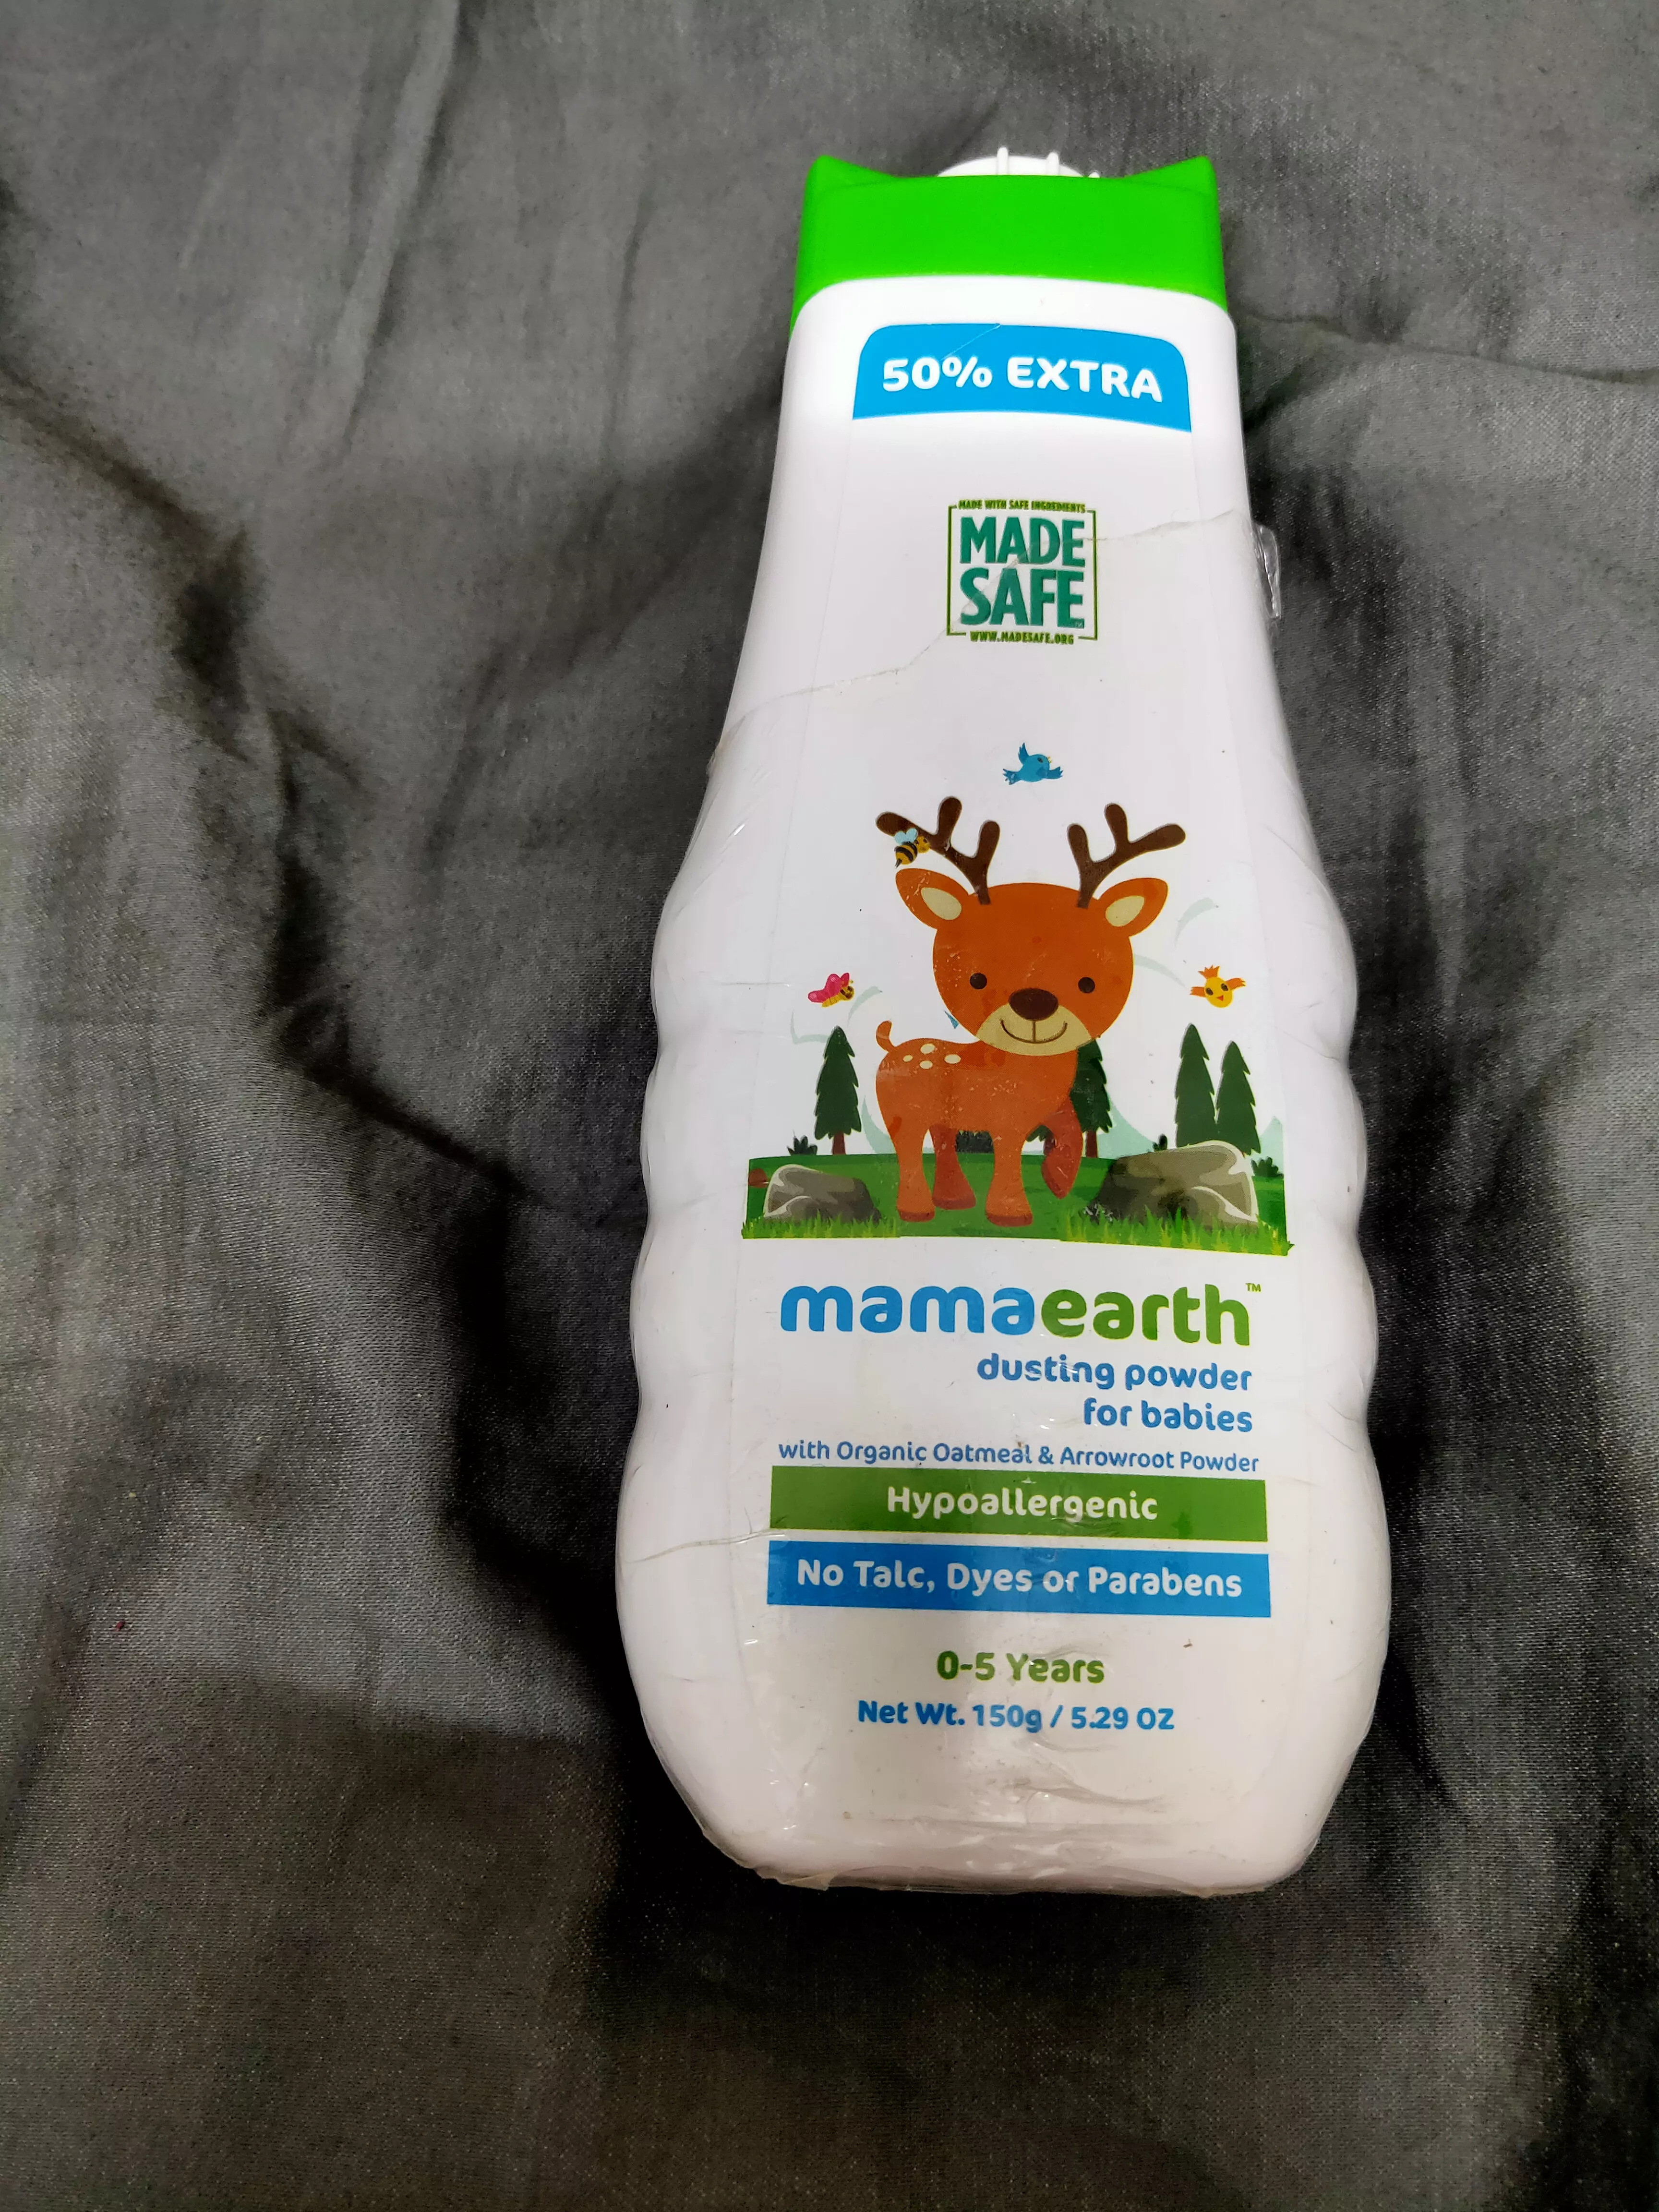 50% EXTRA
MADE WITH SAFE INGREDIENTS
MADE
SAFE
WWW.MADESAFE.ORG
mamaearth™
dusting powder
for babies
with Organic Oatmeal & Arrowroot Powder
Hypoallergenic
No Talc, Dyes or Parabens
0-5 Years
Net Wt. 150g / 5.29 OZ